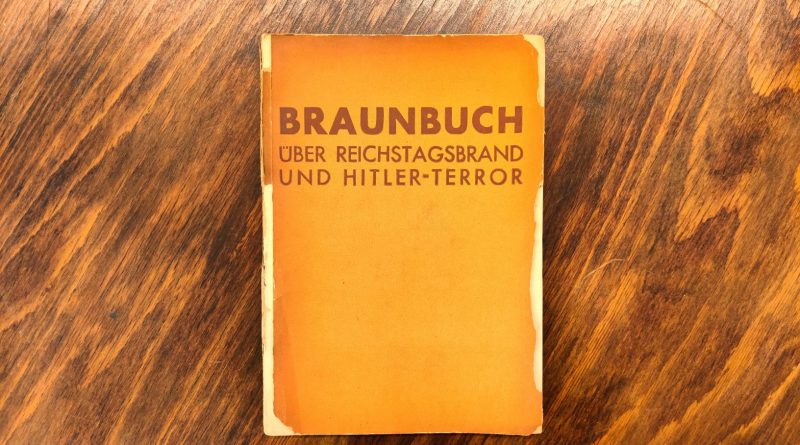 BRAUNBUCH
ÜBER REICHSTAGSBRAND
UND HITLER-TERROR